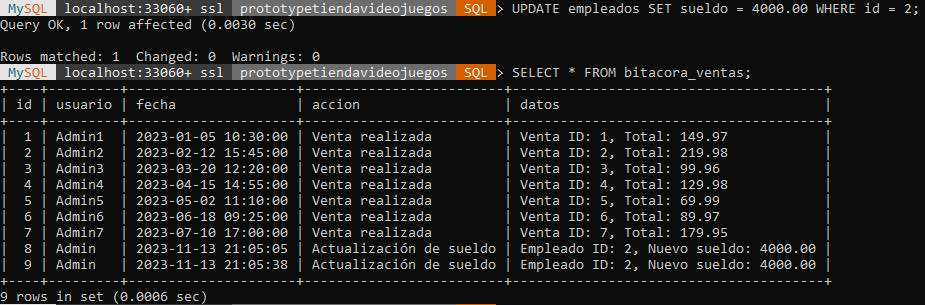 MySQL localhost:33060+ ssl prototypetiendavideojuegos SQL > UPDATE empleados SET sueldo = 4000.00 WHERE id = 2;
Query OK, 1 row affected (0.0030 sec)
Rows matched: 1  Changed: 0  Warnings: 0
MySQL localhost:33060+ ssl prototypetiendavideojuegos SQL > SELECT * FROM bitacora_ventas;
+----+---------+---------------------+-------------------------+---------------------------------------+
| id | usuario | fecha               | accion                  | datos                                 |
+----+---------+---------------------+-------------------------+---------------------------------------+
|  1 | Admin1  | 2023-01-05 10:30:00 | Venta realizada         | Venta ID: 1, Total: 149.97            |
|  2 | Admin2  | 2023-02-12 15:45:00 | Venta realizada         | Venta ID: 2, Total: 219.98            |
|  3 | Admin3  | 2023-03-20 12:20:00 | Venta realizada         | Venta ID: 3, Total: 99.96             |
|  4 | Admin4  | 2023-04-15 14:55:00 | Venta realizada         | Venta ID: 4, Total: 129.98            |
|  5 | Admin5  | 2023-05-02 11:10:00 | Venta realizada         | Venta ID: 5, Total: 69.99             |
|  6 | Admin6  | 2023-06-18 09:25:00 | Venta realizada         | Venta ID: 6, Total: 89.97             |
|  7 | Admin7  | 2023-07-10 17:00:00 | Venta realizada         | Venta ID: 7, Total: 179.95            |
|  8 | Admin   | 2023-11-13 21:05:05 | Actualización de sueldo | Empleado ID: 2, Nuevo sueldo: 4000.00 |
|  9 | Admin   | 2023-11-13 21:05:38 | Actualización de sueldo | Empleado ID: 2, Nuevo sueldo: 4000.00 |
+----+---------+---------------------+-------------------------+---------------------------------------+
9 rows in set (0.0006 sec)